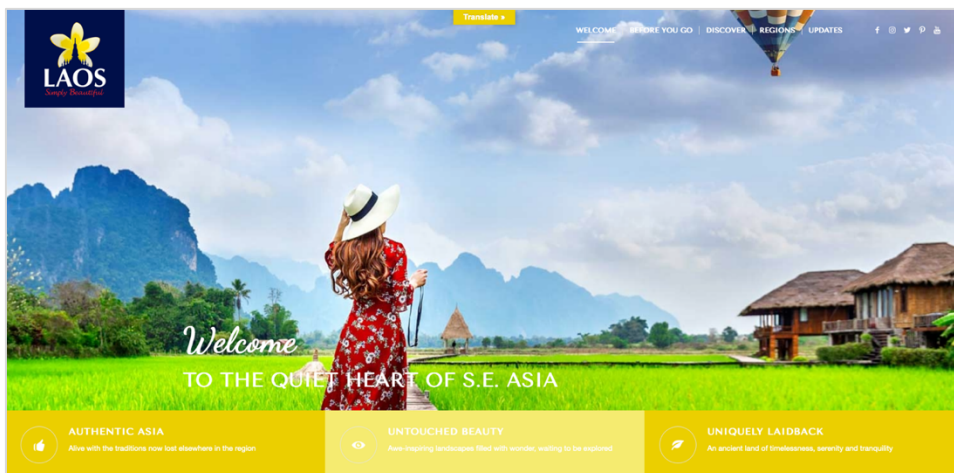 Translate »
LAOS
Simply Beautiful
WELCOME
BEFORE YOU GO
DISCOVER
REGIONS
UPDATES
Welcome
TO THE QUIET HEART OF S.E. ASIA
AUTHENTIC ASIA
Alive with the traditions now lost elsewhere in the region
UNTOUCHED BEAUTY
Awe-inspiring landscapes filled with wonder, waiting to be explored
UNIQUELY LAIDBACK
An ancient land of timelessness, serenity and tranquility